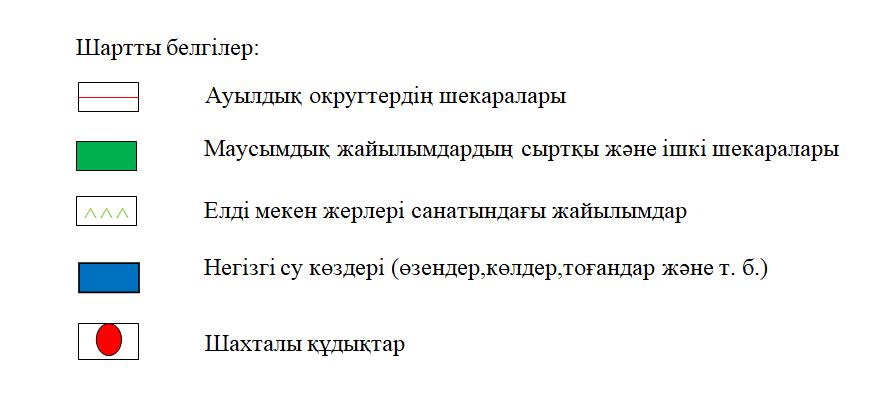 Шартты белгілер:
Ауылдық округтердің шекаралары
Маусымдық жайылымдардың сыртқы және ішкі шекаралары
Елді мекен жерлері санатындағы жайылымдар
Негізгі су көздері (өзендер,көлдер,тоғандар және т. б.)
Шахталы құдықтар